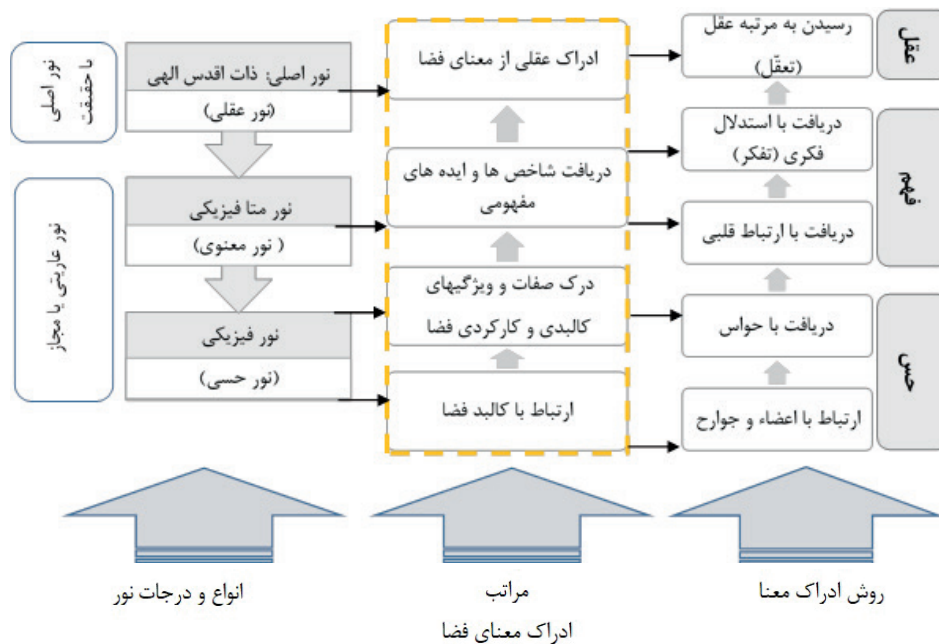 عقل
رسیدن به مرتبه عقل
(تعقّل)
فهم
دریافت با استدلال
فکری (تفکر)
دریافت با ارتباط قلبی
حس
دریافت با حواس
ارتباط با اعضاء و جوارح
روش ادراک معنا
ادراک عقلی از معنای فضا
دریافت شاخص ها و ایده های
مفهومی
درک صفات و ویژگیهای
کالبدی و کارکردی فضا
ارتباط با کالبد فضا
مراتب
ادراک معنای فضا
نور اصلی: ذات اقدس الهی
(نور عقلی)
نور متا فیزیکی
( نور معنوی)
نور فیزیکی
(نور حسی)
نور اصلی
یا حقیقت
نور عاریتی یا مجاز
انواع و درجات نور